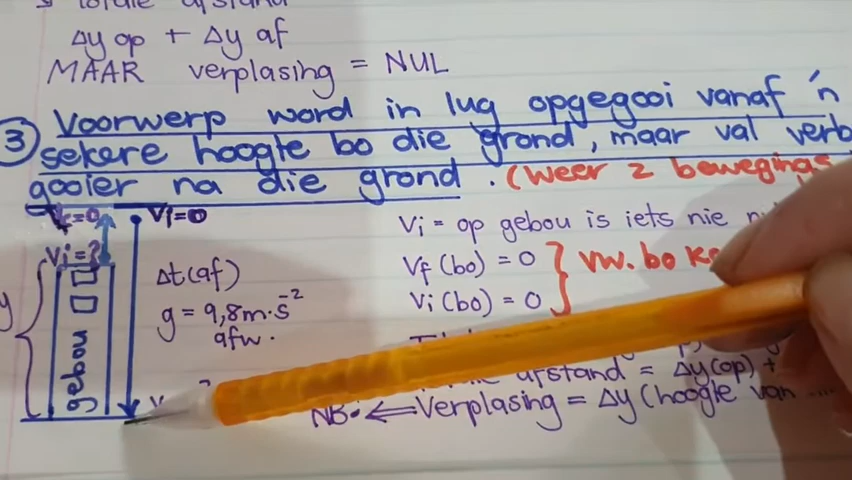 totale afstand
Δy op + Δy af
MAAR verplasing = NUL
③ Voorwerp word in lug opgegooi vanaf 'n
sekere hoogte bo die grond, maar val verb
gooier na die grond. (Weer 2 bewegings
Vf=0 Vi=0
Vi=?
Vi = op gebou is iets nie
Δt(af)
Vf (bo) = 0
Vi (bo) = 0
vw. bo
g = 9,8m·s⁻²
afw.
y
gebou
afstand = Δy(op) +
NB. ⇐ Verplasing = Δy (hoogte van ....